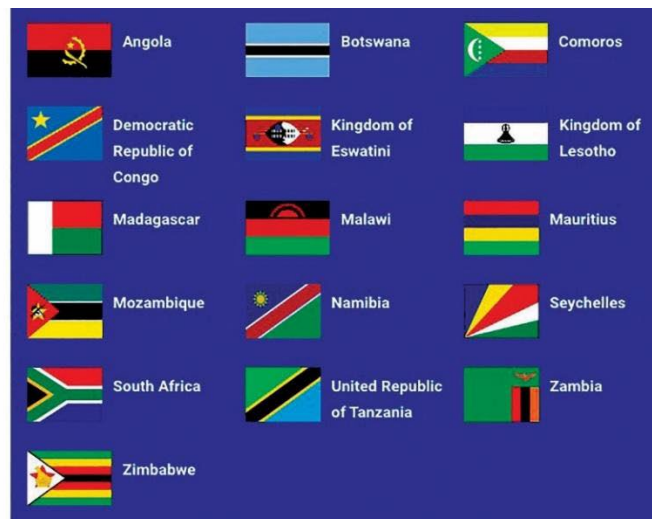 Angola
Botswana
Comoros
Democratic
Republic of
Congo
Kingdom of
Eswatini
Kingdom of
Lesotho
Madagascar
Malawi
Mauritius
Mozambique
Namibia
Seychelles
South Africa
United Republic
of Tanzania
Zambia
Zimbabwe